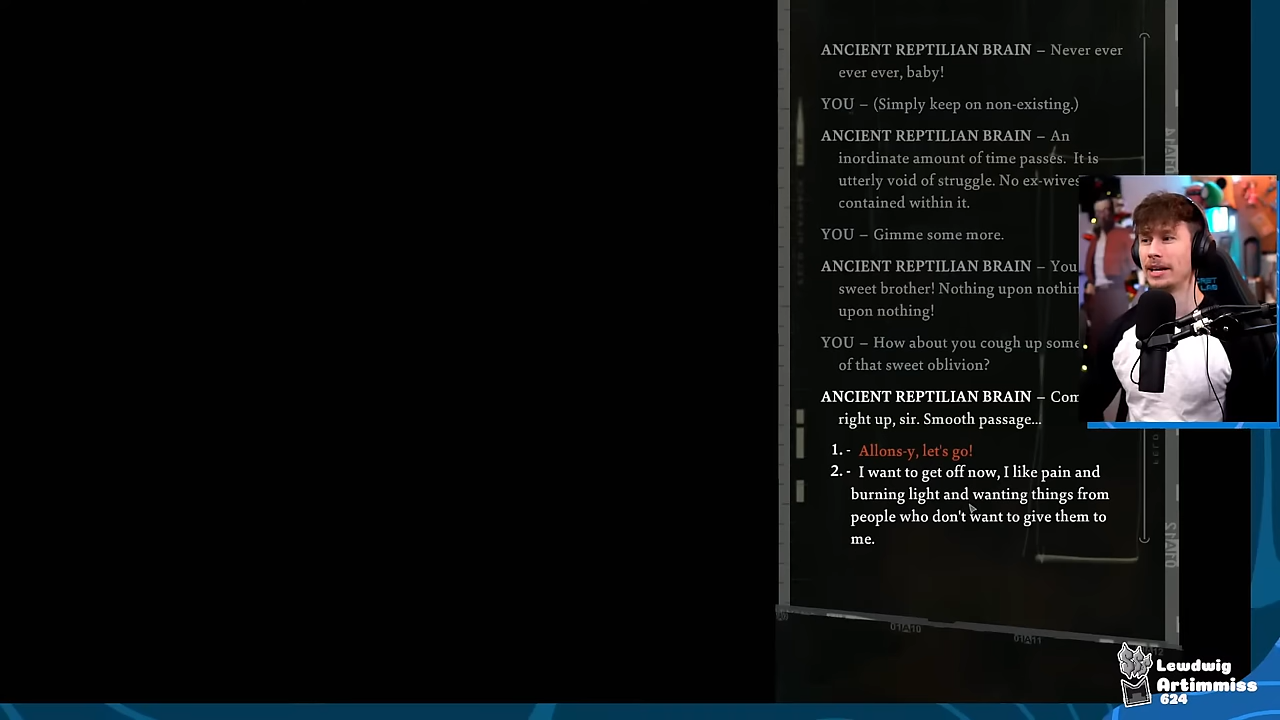 ANCIENT REPTILIAN BRAIN – Never ever
ever ever, baby!
YOU – (Simply keep on non-existing.)
ANCIENT REPTILIAN BRAIN – An
inordinate amount of time passes. It is
utterly void of struggle. No ex-wives
contained within it.
YOU – Gimme some more.
ANCIENT REPTILIAN BRAIN – You
sweet brother! Nothing upon nothin
upon nothing!
YOU – How about you cough up some
of that sweet oblivion?
ANCIENT REPTILIAN BRAIN – Com
right up, sir. Smooth passage...
1. - Allons-y, let's go!
2. - I want to get off now, I like pain and
burning light and wanting things from
people who don't want to give them to
me.
Lewdwig
Artimmiss
624